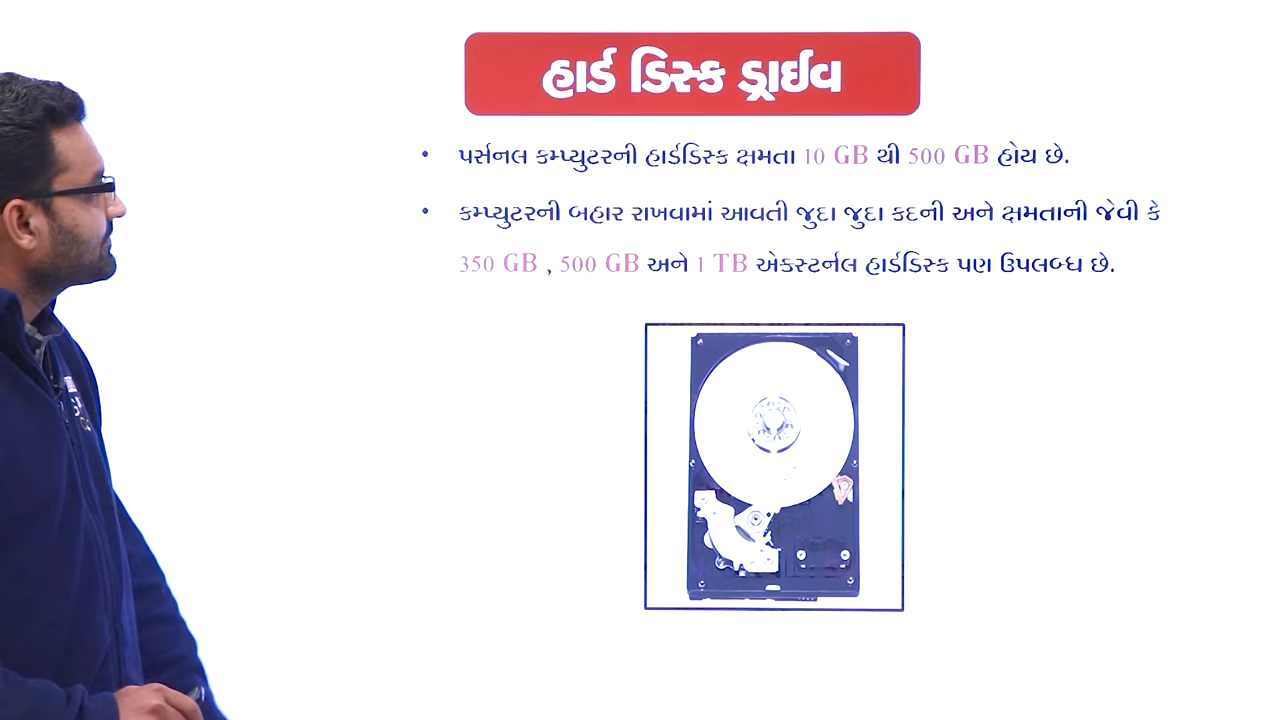 હાર્ડ ડિસ્ક ડ્રાઈવ
• પર્સનલ કમ્પ્યુટરની હાર્ડડિસ્ક ક્ષમતા 10 GB થી 500 GB હોય છે.
• કમ્પ્યુટરની બહાર રાખવામાં આવતી જુદા જુદા કદની અને ક્ષમતાની જેવી કે
350 GB , 500 GB અને 1 TB એક્સ્ટર્નલ હાર્ડડિસ્ક પણ ઉપલબ્ધ છે.